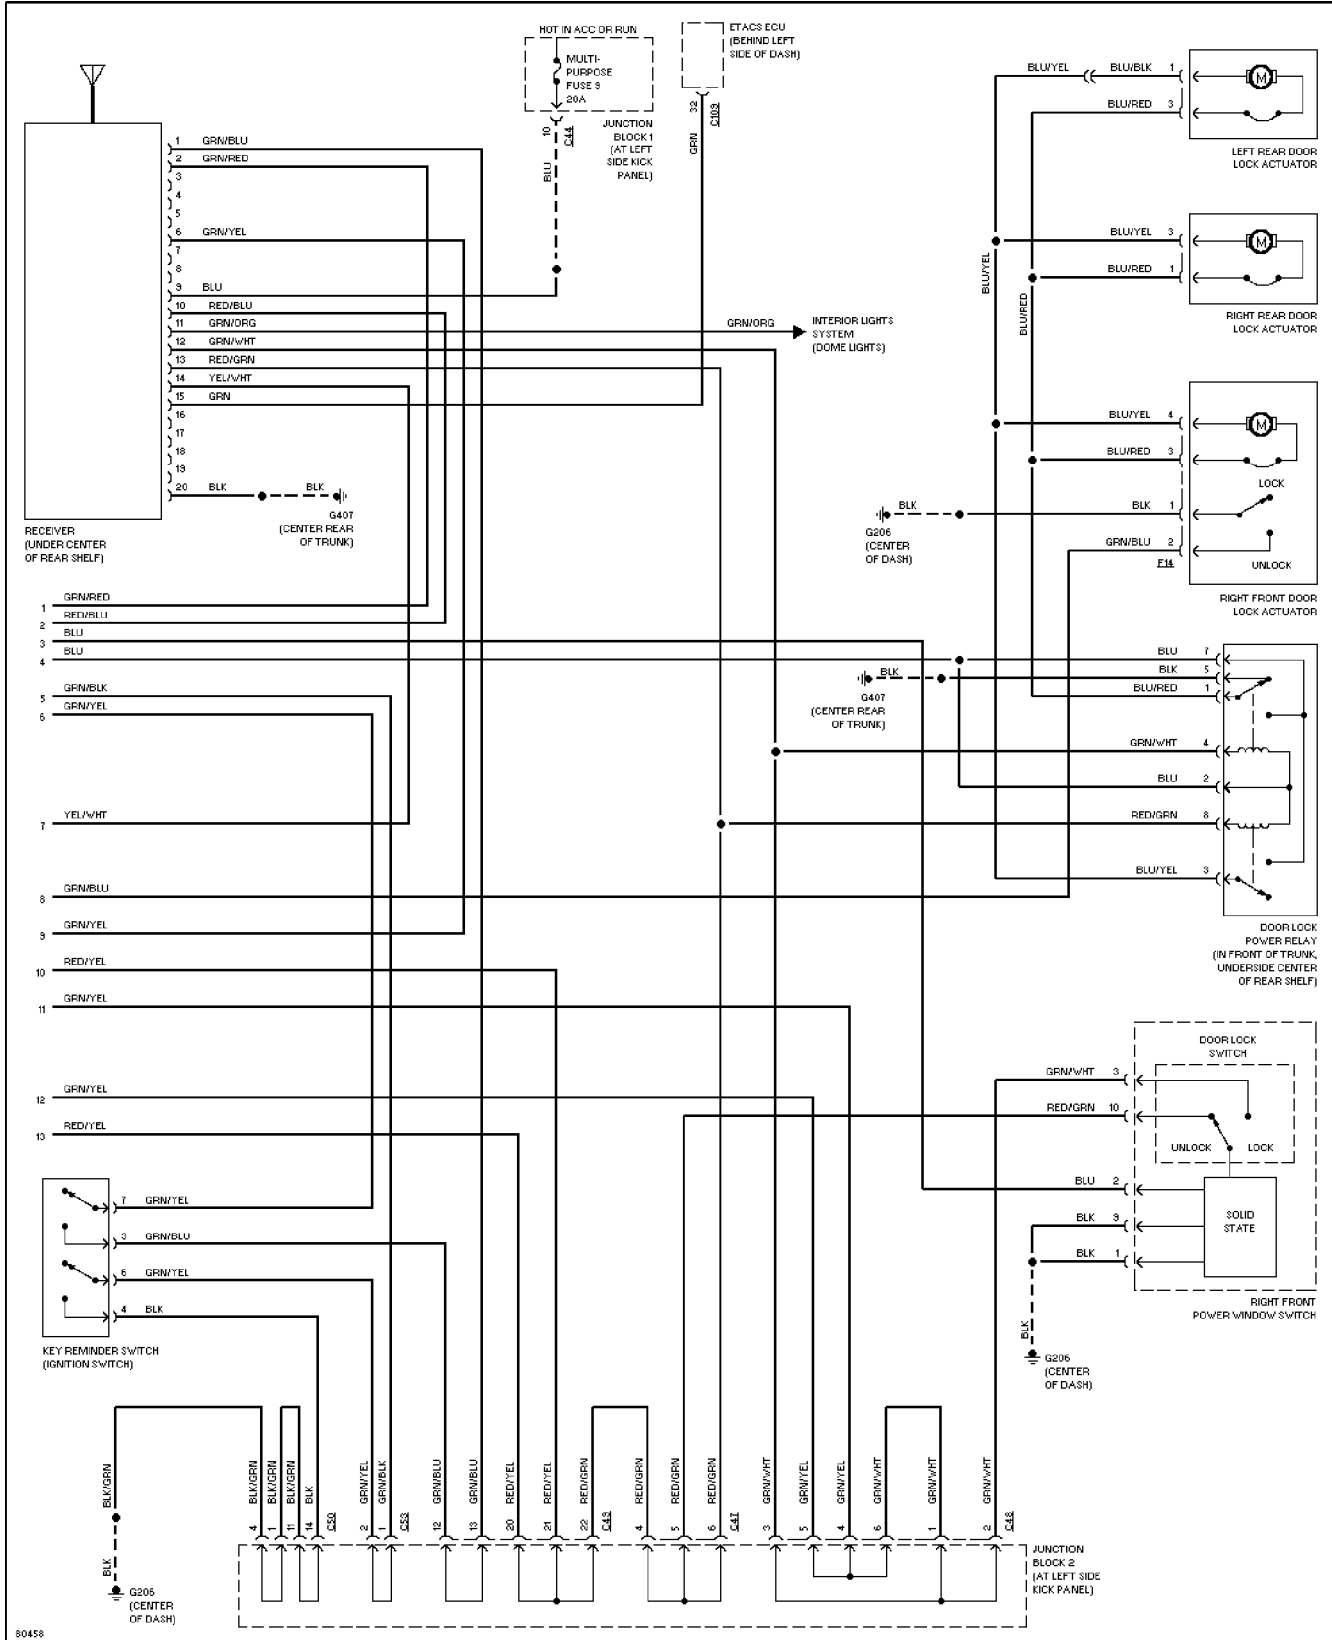 HOT IN ACC OR RUN
MULTI-
PURPOSE
FUSE 9
20A
10
C44
BLU
JUNCTION
BLOCK 1
(AT LEFT
SIDE KICK
PANEL)
ETACS ECU
(BEHIND LEFT
SIDE OF DASH)
32
C109
GRN
1 GRN/BLU
2 GRN/RED
3
4
5
6 GRN/YEL
7
8
9 BLU
10 RED/BLU
11 GRN/ORG
12 GRN/WHT
13 RED/GRN
14 YEL/WHT
15 GRN
16
17
18
19
20 BLK
BLK
G407
(CENTER REAR
OF TRUNK)
RECEIVER
(UNDER CENTER
OF REAR SHELF)
GRN/ORG
INTERIOR LIGHTS
SYSTEM
(DOME LIGHTS)
BLU/YEL
BLU/BLK 1
M
BLU/RED 3
LEFT REAR DOOR
LOCK ACTUATOR
BLU/YEL 3
M
BLU/RED 1
RIGHT REAR DOOR
LOCK ACTUATOR
BLU/YEL
BLU/RED
BLU/YEL 4
M
BLU/RED 3
LOCK
BLK
BLK 1
G206
(CENTER
OF DASH)
GRN/BLU 2
F14
UNLOCK
RIGHT FRONT DOOR
LOCK ACTUATOR
1 GRN/RED
2 RED/BLU
3 BLU
4 BLU
5 GRN/BLK
6 GRN/YEL
7 YEL/WHT
8 GRN/BLU
9 GRN/YEL
10 RED/YEL
11 GRN/YEL
12 GRN/YEL
13 RED/YEL
BLU 7
BLK
BLK 5
G407
(CENTER REAR
OF TRUNK)
BLU/RED 1
GRN/WHT 4
BLU 2
RED/GRN 8
BLU/YEL 3
DOOR LOCK
POWER RELAY
(IN FRONT OF TRUNK,
UNDERSIDE CENTER
OF REAR SHELF)
DOOR LOCK
SWITCH
GRN/WHT 3
RED/GRN 10
UNLOCK LOCK
BLU 2
BLK 9
BLK 1
SOLID
STATE
RIGHT FRONT
POWER WINDOW SWITCH
BLK
G206
(CENTER
OF DASH)
7 GRN/YEL
3 GRN/BLU
6 GRN/YEL
4 BLK
KEY REMINDER SWITCH
(IGNITION SWITCH)
BLK/GRN
BLK
G206
(CENTER
OF DASH)
BLK/GRN 4
BLK/GRN 1
BLK/GRN 11
BLK 14
C50
GRN/YEL 2
GRN/BLK 1
C53
GRN/BLU 12
GRN/BLU 13
RED/YEL 20
RED/YEL 21
RED/GRN 22
C49
RED/GRN 4
RED/GRN 5
RED/GRN 6
C47
GRN/WHT 3
GRN/YEL 5
GRN/YEL 4
GRN/WHT 6
GRN/WHT 1
GRN/WHT 2
C48
JUNCTION
BLOCK 2
(AT LEFT SIDE
KICK PANEL)
80458